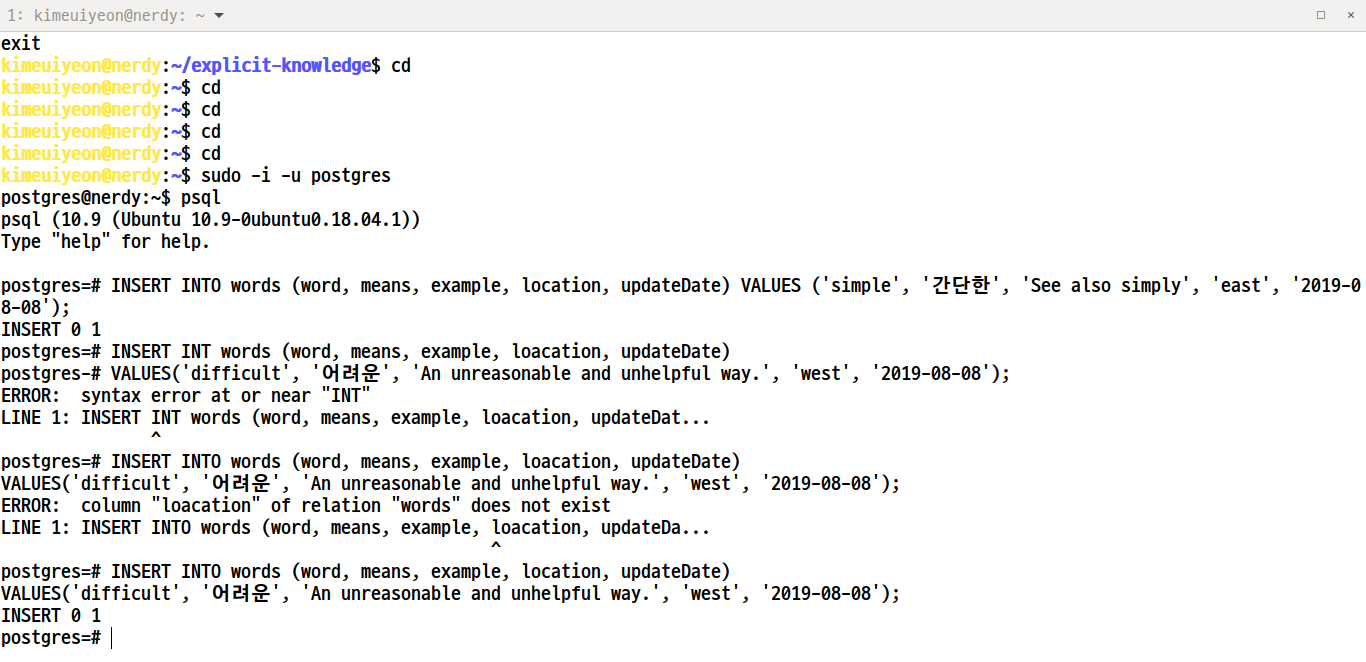 1: kimeuiyeon@nerdy: ~
exit
kimeuiyeon@nerdy:~/explicit-knowledge$ cd
kimeuiyeon@nerdy:~$ cd
kimeuiyeon@nerdy:~$ cd
kimeuiyeon@nerdy:~$ cd
kimeuiyeon@nerdy:~$ cd
kimeuiyeon@nerdy:~$ sudo -i -u postgres
postgres@nerdy:~$ psql
psql (10.9 (Ubuntu 10.9-0ubuntu0.18.04.1))
Type "help" for help.
postgres=# INSERT INTO words (word, means, example, location, updateDate) VALUES ('simple', '간단한', 'See also simply', 'east', '2019-0
8-08');
INSERT 0 1
postgres=# INSERT INT words (word, means, example, loacation, updateDate)
postgres-# VALUES('difficult', '어려운', 'An unreasonable and unhelpful way.', 'west', '2019-08-08');
ERROR:  syntax error at or near "INT"
LINE 1: INSERT INT words (word, means, example, loacation, updateDat...
^
postgres=# INSERT INTO words (word, means, example, loacation, updateDate)
VALUES('difficult', '어려운', 'An unreasonable and unhelpful way.', 'west', '2019-08-08');
ERROR:  column "loacation" of relation "words" does not exist
LINE 1: INSERT INTO words (word, means, example, loacation, updateDa...
^
postgres=# INSERT INTO words (word, means, example, location, updateDate)
VALUES('difficult', '어려운', 'An unreasonable and unhelpful way.', 'west', '2019-08-08');
INSERT 0 1
postgres=#